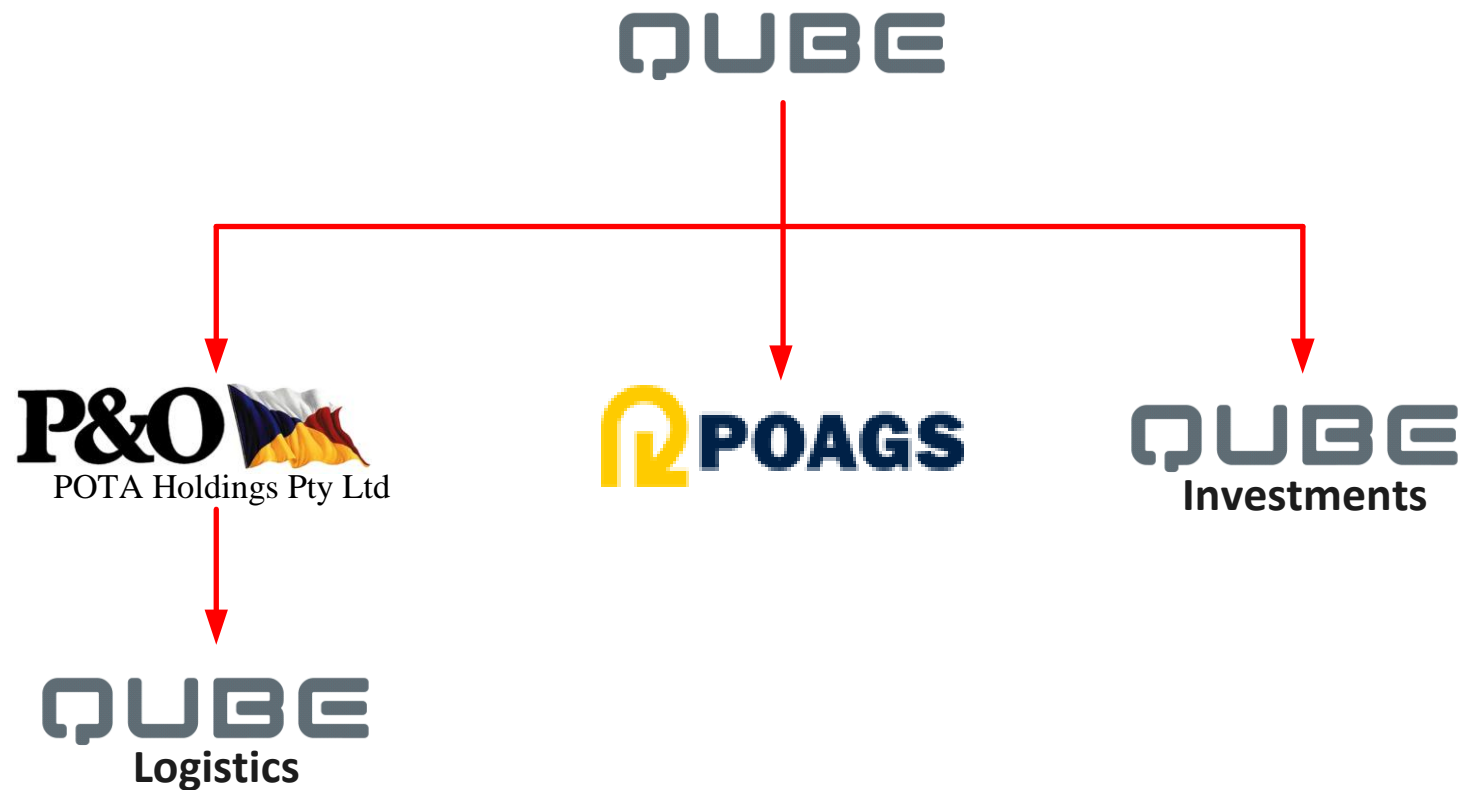 QUBE
P&O
POTA Holdings Pty Ltd
POAGS
QUBE
Investments
QUBE
Logistics